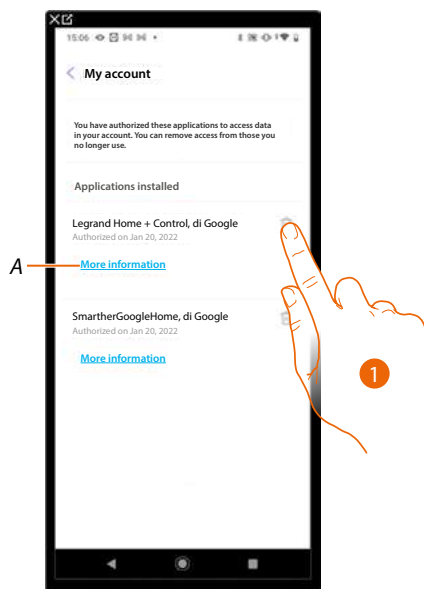 15:06
My account
You have authorized these applications to access data
in your account. You can remove access from those you
no longer use.
Applications installed
Legrand Home + Control, di Google
Authorized on Jan 20, 2022
A
More information
SmartherGoogleHome, di Google
Authorized on Jan 20, 2022
More information
1